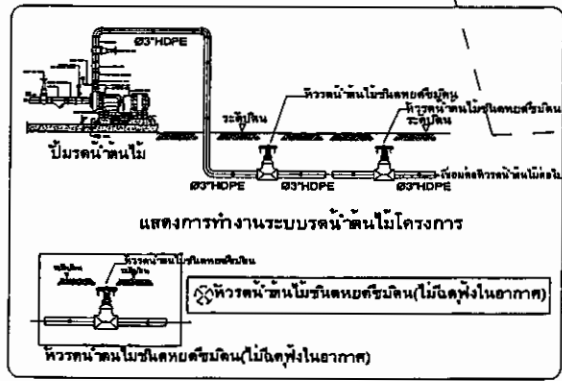 Ø3"HDPE
หัวรดน้ำต้นไม้ชนิดหยดซึมดิน
หัวรดน้ำต้นไม้ชนิดหยดซึมดิน
ระดับดิน
ระดับดิน
ปั๊มรดน้ำต้นไม้
Ø3"HDPE
Ø3"HDPE
Ø3"HDPE
แสดงการทำงานระบบรดน้ำต้นไม้โครงการ
หัวรดน้ำต้นไม้ชนิดหยดซึมดิน
ระดับดิน
ระดับดิน
หัวรดน้ำต้นไม้ชนิดหยดซึมดิน(ไม่ฉีดฟุ้งในอากาศ)
หัวรดน้ำต้นไม้ชนิดหยดซึมดิน(ไม่ฉีดฟุ้งในอากาศ)